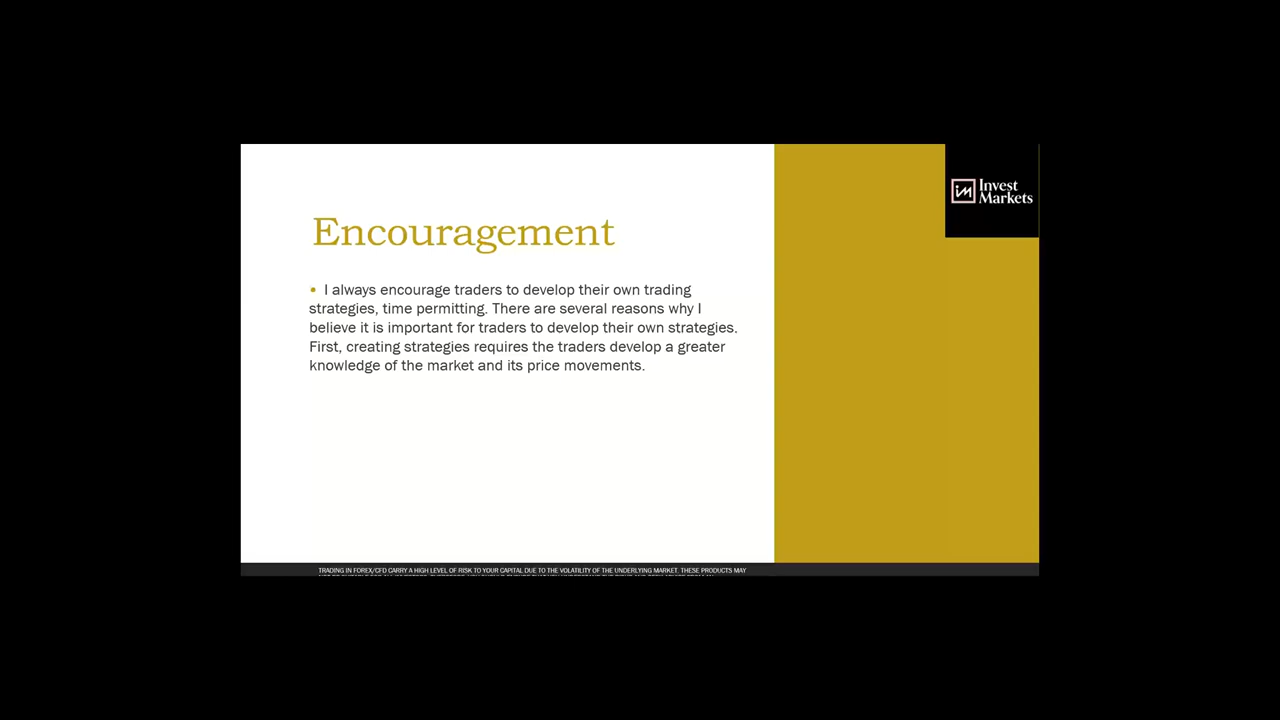 Invest
Markets
Encouragement
• I always encourage traders to develop their own trading
strategies, time permitting. There are several reasons why I
believe it is important for traders to develop their own strategies.
First, creating strategies requires the traders develop a greater
knowledge of the market and its price movements.
TRADING IN FOREX/CFD CARRY A HIGH LEVEL OF RISK TO YOUR CAPITAL DUE TO THE VOLATILITY OF THE UNDERLYING MARKET. THESE PRODUCTS MAY